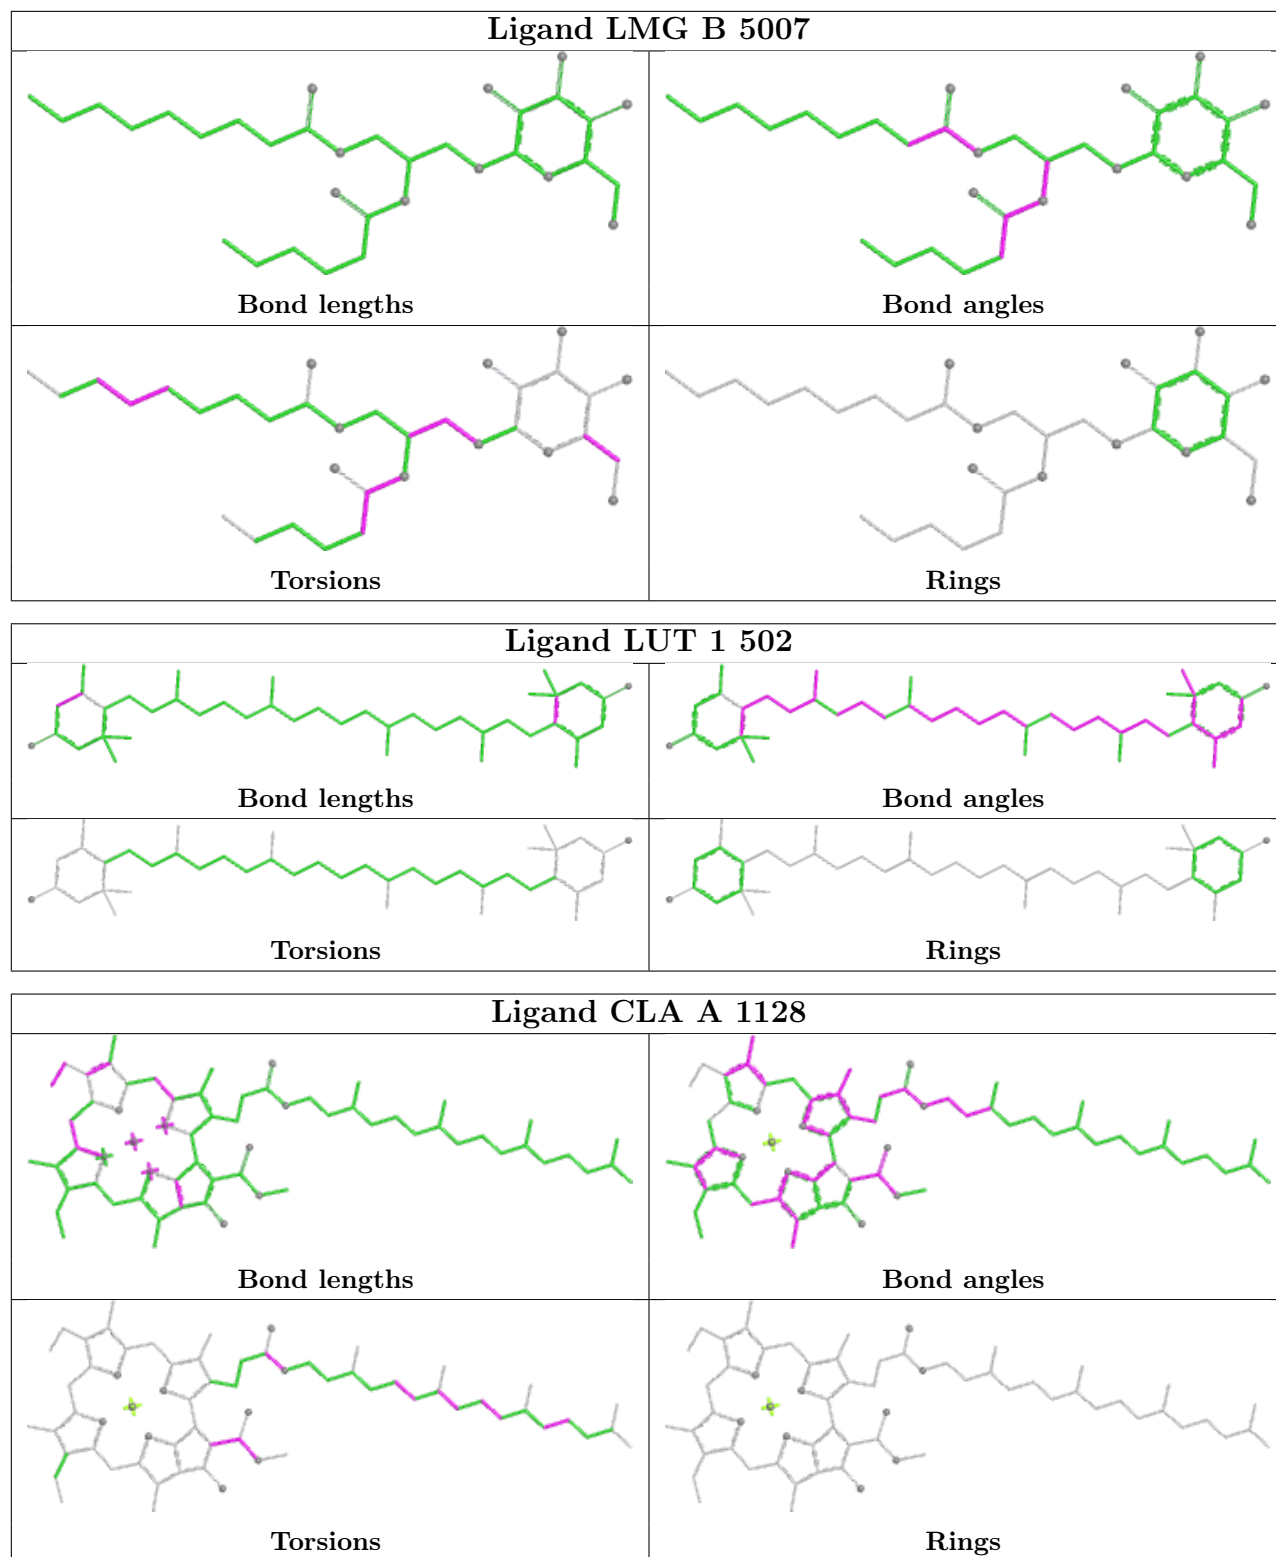 Ligand LMG B 5007
Bond lengths
Bond angles
Torsions
Rings
Ligand LUT 1 502
Bond lengths
Bond angles
Torsions
Rings
Ligand CLA A 1128
Bond lengths
Bond angles
Torsions
Rings